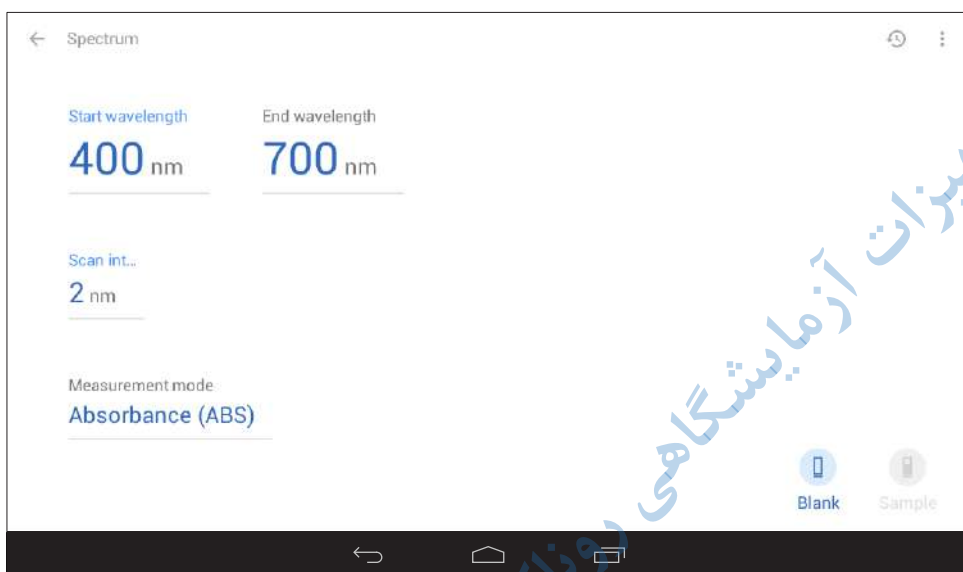 Spectrum
Start wavelength End wavelength
400 nm 700 nm
Scan int...
2 nm
Measurement mode
Absorbance (ABS)
Blank Sample
آزمایشگاهی